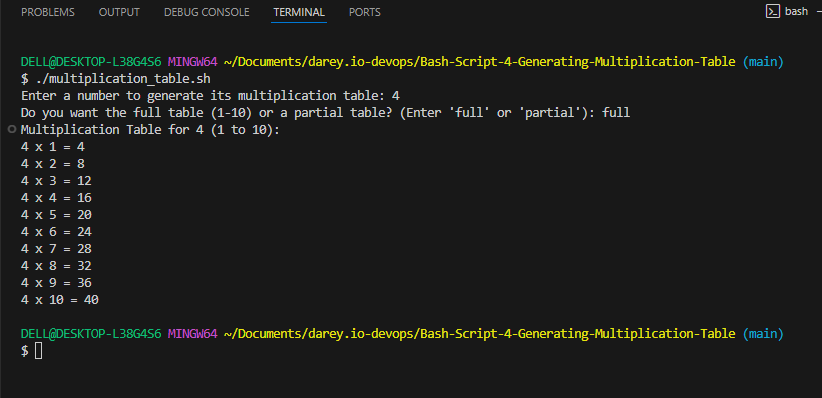 PROBLEMS OUTPUT DEBUG CONSOLE TERMINAL PORTS bash
DELL@DESKTOP-L38G4S6 MINGW64 ~/Documents/darey.io-devops/Bash-Script-4-Generating-Multiplication-Table (main)
$ ./multiplication_table.sh
Enter a number to generate its multiplication table: 4
Do you want the full table (1-10) or a partial table? (Enter 'full' or 'partial'): full
Multiplication Table for 4 (1 to 10):
4 x 1 = 4
4 x 2 = 8
4 x 3 = 12
4 x 4 = 16
4 x 5 = 20
4 x 6 = 24
4 x 7 = 28
4 x 8 = 32
4 x 9 = 36
4 x 10 = 40
DELL@DESKTOP-L38G4S6 MINGW64 ~/Documents/darey.io-devops/Bash-Script-4-Generating-Multiplication-Table (main)
$